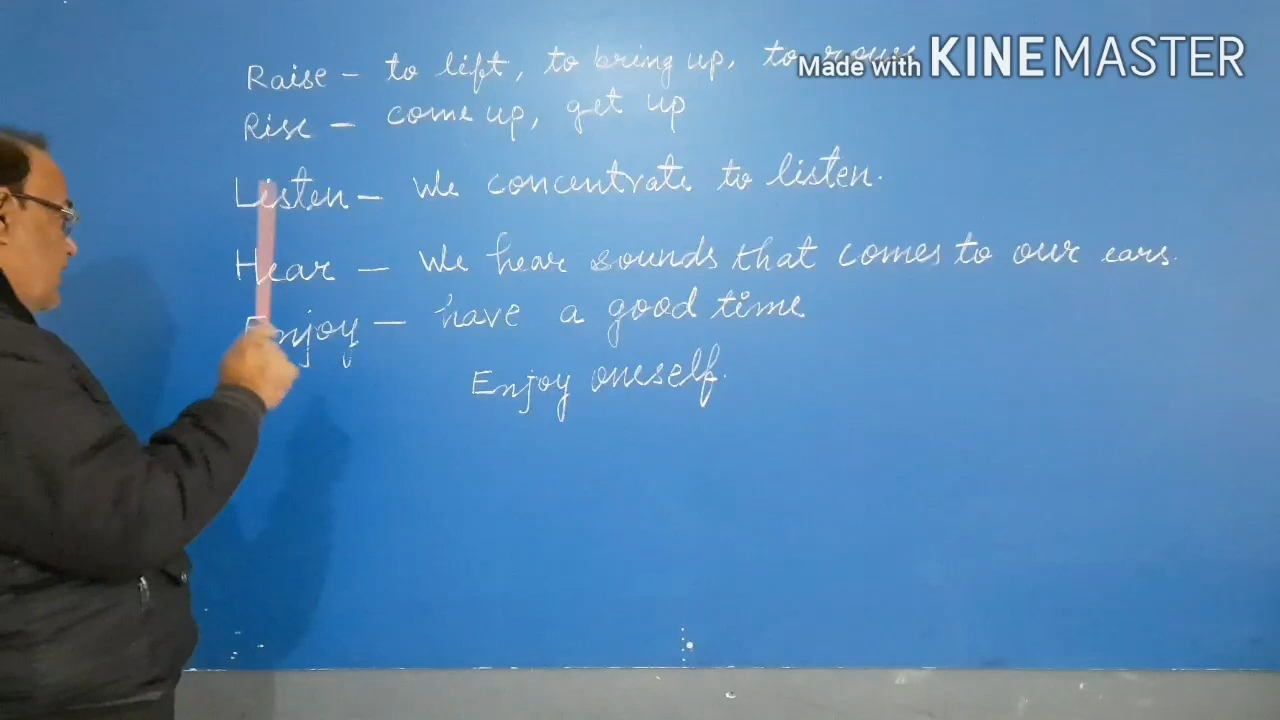 Raise - to lift, to bring up, to rouse
Made with KINEMASTER
Rise - come up, get up
Listen - We concentrate to listen.
Hear - We hear sounds that comes to our ears.
Enjoy - have a good time
Enjoy oneself.